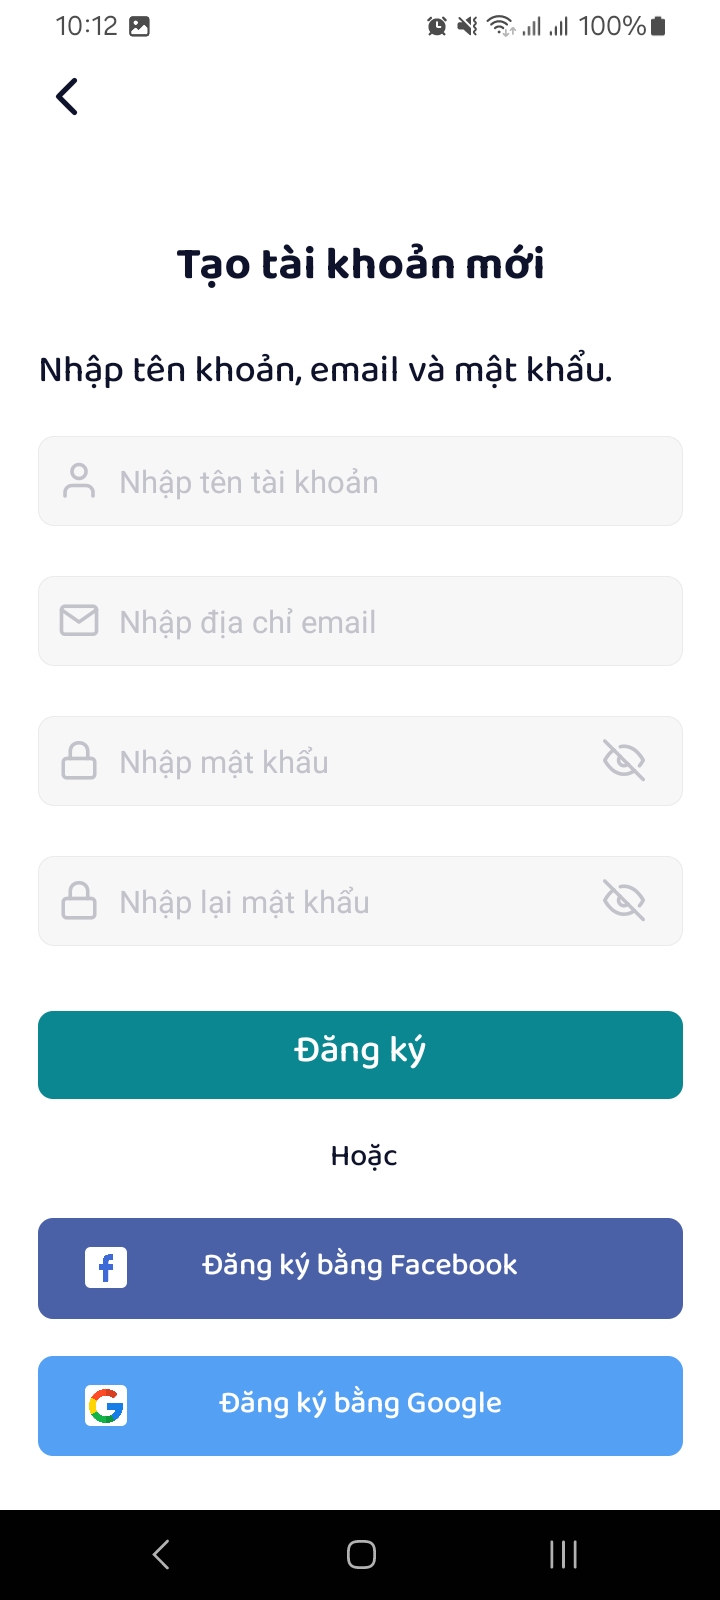 10:12
100%
Tạo tài khoản mới
Nhập tên khoản, email và mật khẩu.
Nhập tên tài khoản
Nhập địa chỉ email
Nhập mật khẩu
Nhập lại mật khẩu
Đăng ký
Hoặc
Đăng ký bằng Facebook
Đăng ký bằng Google